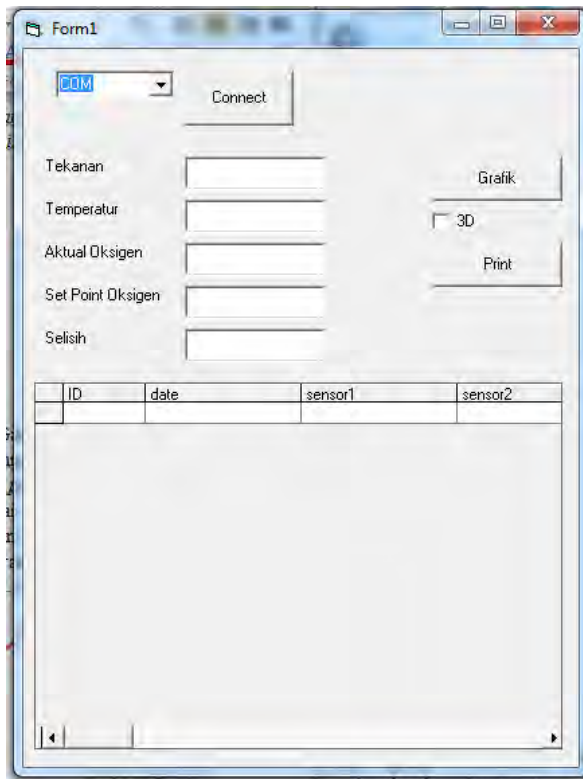 Form1
COM
Connect
Tekanan
Grafik
Temperatur
3D
Aktual Oksigen
Print
Set Point Oksigen
Selisih
ID date sensor1 sensor2